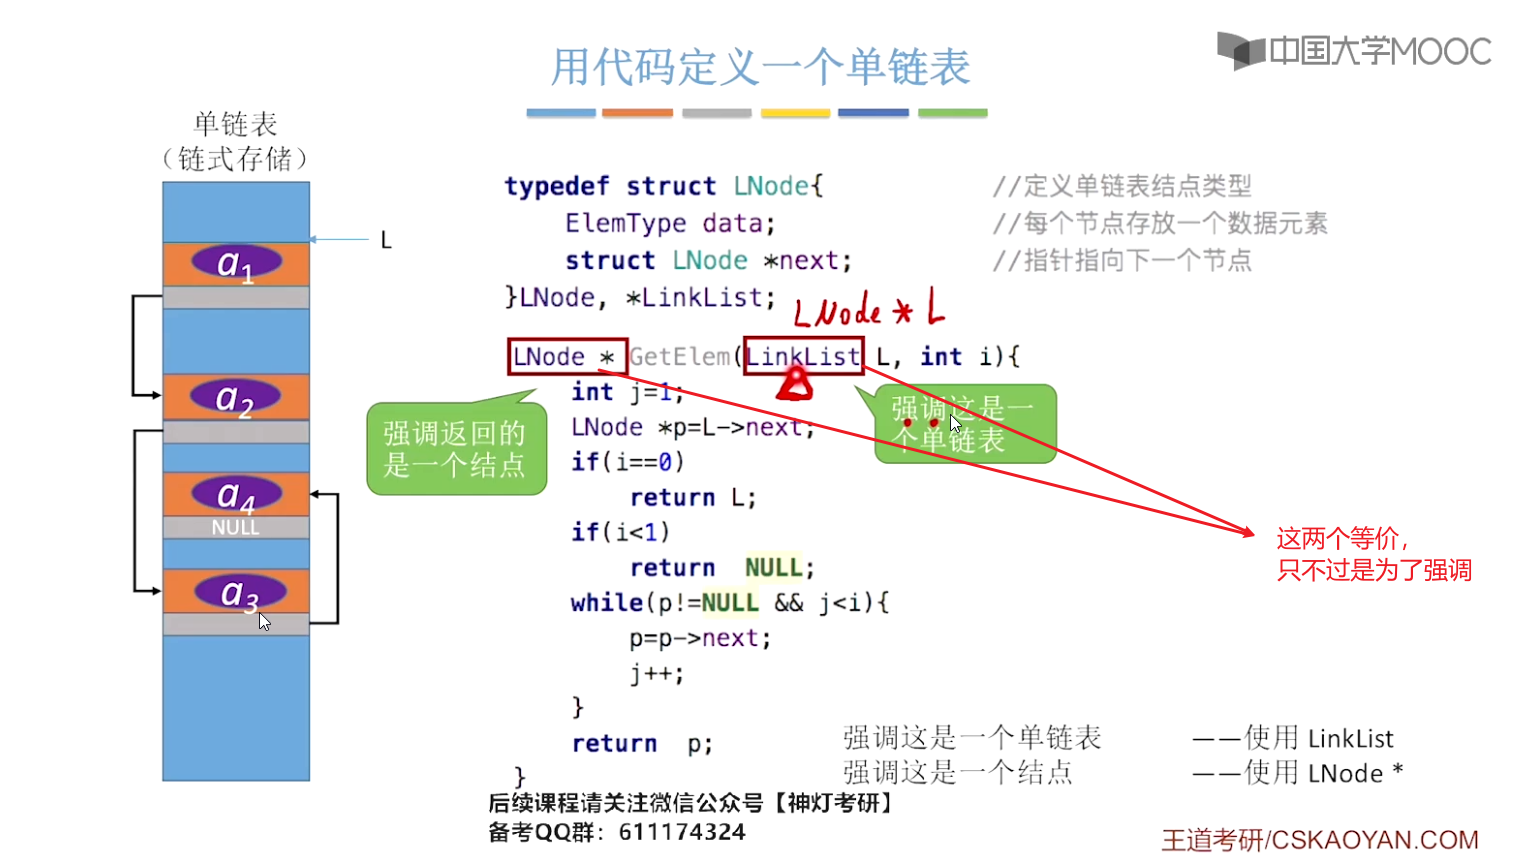 用代码定义一个单链表
中国大学MOOC
单链表
（链式存储）
L
a1
a2
a4
NULL
a3
typedef struct LNode{ //定义单链表结点类型
ElemType data; //每个节点存放一个数据元素
struct LNode *next; //指针指向下一个节点
}LNode, *LinkList;
LNode * L
LNode * GetElem(LinkList L, int i){
int j=1;
LNode *p=L->next;
if(i==0)
return L;
if(i<1)
return NULL;
while(p!=NULL && j<i){
p=p->next;
j++;
}
return p;
}
强调返回的
是一个结点
强调这是一
个单链表
这两个等价，
只不过是为了强调
强调这是一个单链表 ——使用 LinkList
强调这是一个结点 ——使用 LNode *
后续课程请关注微信公众号【神灯考研】
备考QQ群：611174324
王道考研/CSKAOYAN.COM